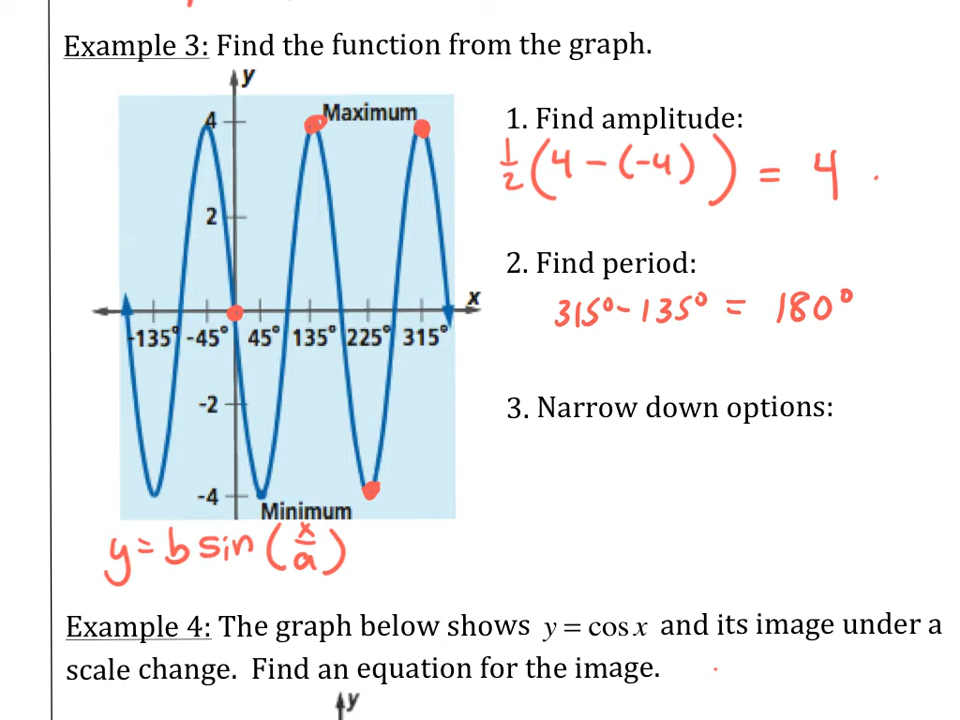 Example 3: Find the function from the graph.
y
4
Maximum
1. Find amplitude:
½(4 - (-4)) = 4
2
2. Find period:
x
315° - 135° = 180°
-135° -45° 45° 135° 225° 315°
-2
3. Narrow down options:
-4
Minimum
y = b sin (x/a)
Example 4: The graph below shows y = cos x and its image under a
scale change. Find an equation for the image.
y